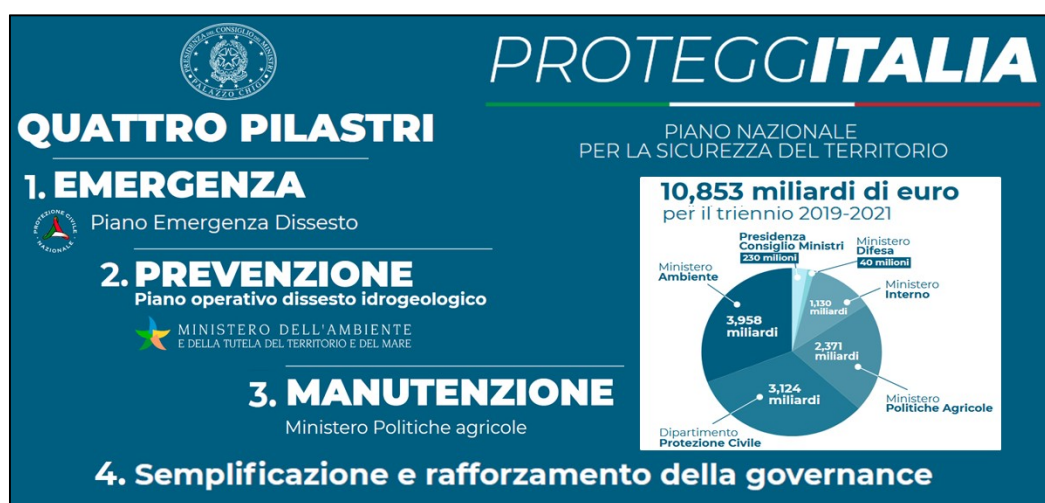 PRESIDENZA DEL CONSIGLIO DEI MINISTRI
PALAZZO CHIGI
PROTEGGITALIA
PIANO NAZIONALE
PER LA SICUREZZA DEL TERRITORIO
QUATTRO PILASTRI
1. EMERGENZA
PROTEZIONE CIVILE
NAZIONALE
Piano Emergenza Dissesto
2. PREVENZIONE
Piano operativo dissesto idrogeologico
MINISTERO DELL'AMBIENTE
E DELLA TUTELA DEL TERRITORIO E DEL MARE
3. MANUTENZIONE
Ministero Politiche agricole
4. Semplificazione e rafforzamento della governance
10,853 miliardi di euro
per il triennio 2019-2021
Presidenza
Consiglio Ministri
230 milioni
Ministero
Difesa
40 milioni
Ministero
Ambiente
3,958
miliardi
Ministero
Interno
1,130
miliardi
2,371
miliardi
Ministero
Politiche Agricole
3,124
miliardi
Dipartimento
Protezione Civile